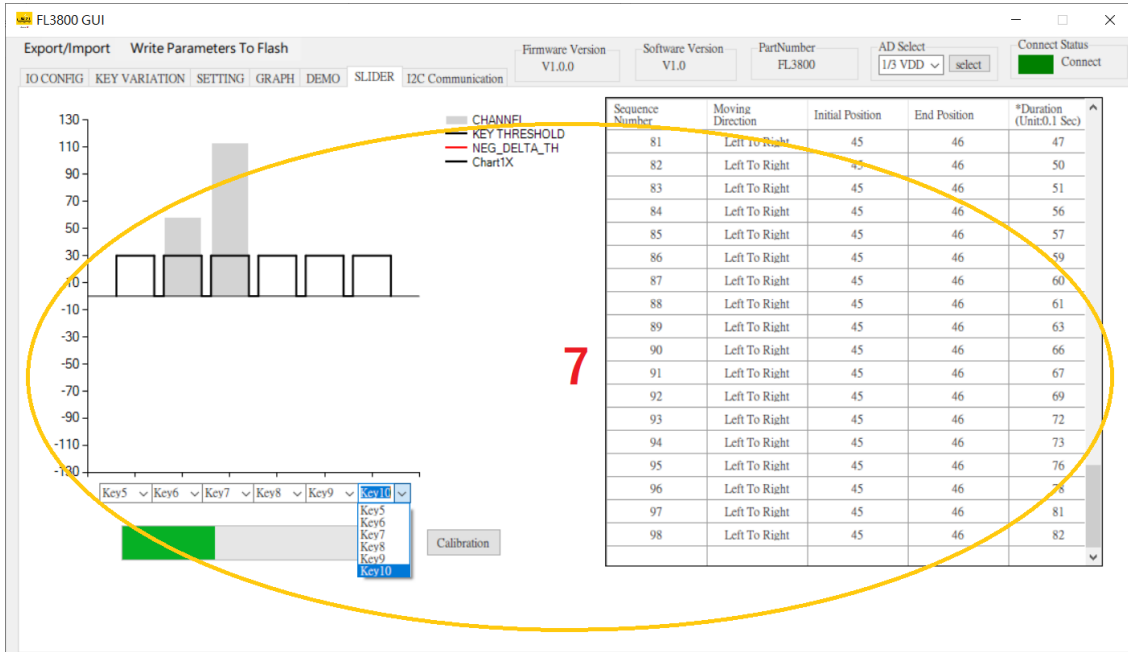 FL3800 GUI
Export/Import Write Parameters To Flash
Firmware Version
V1.0.0
Software Version
V1.0
PartNumber
FL3800
AD Select
1/3 VDD select
Connect Status
Connect
IO CONFIG KEY VARIATION SETTING GRAPH DEMO SLIDER I2C Communication
130
110
90
70
50
30
10
-10
-30
-50
-70
-90
-110
-130
CHANNEL
KEY THRESHOLD
NEG_DELTA_TH
Chart1X
Key5 Key6 Key7 Key8 Key9 Key10
Key5
Key6
Key7
Key8
Key9
Key10
Calibration
7
Sequence Number Moving Direction Initial Position End Position *Duration (Unit:0.1 Sec)
81 Left To Right 45 46 47
82 Left To Right 45 46 50
83 Left To Right 45 46 51
84 Left To Right 45 46 56
85 Left To Right 45 46 57
86 Left To Right 45 46 59
87 Left To Right 45 46 60
88 Left To Right 45 46 61
89 Left To Right 45 46 63
90 Left To Right 45 46 66
91 Left To Right 45 46 67
92 Left To Right 45 46 69
93 Left To Right 45 46 72
94 Left To Right 45 46 73
95 Left To Right 45 46 76
96 Left To Right 45 46 78
97 Left To Right 45 46 81
98 Left To Right 45 46 82